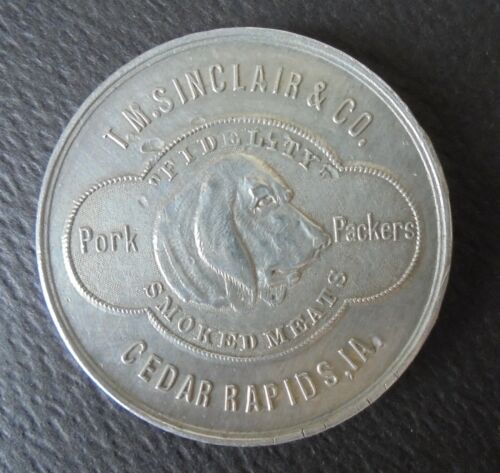 T.M. SINCLAIR & CO.
"FIDELITY"
Pork Packers
SMOKED MEATS
CEDAR RAPIDS, IA.